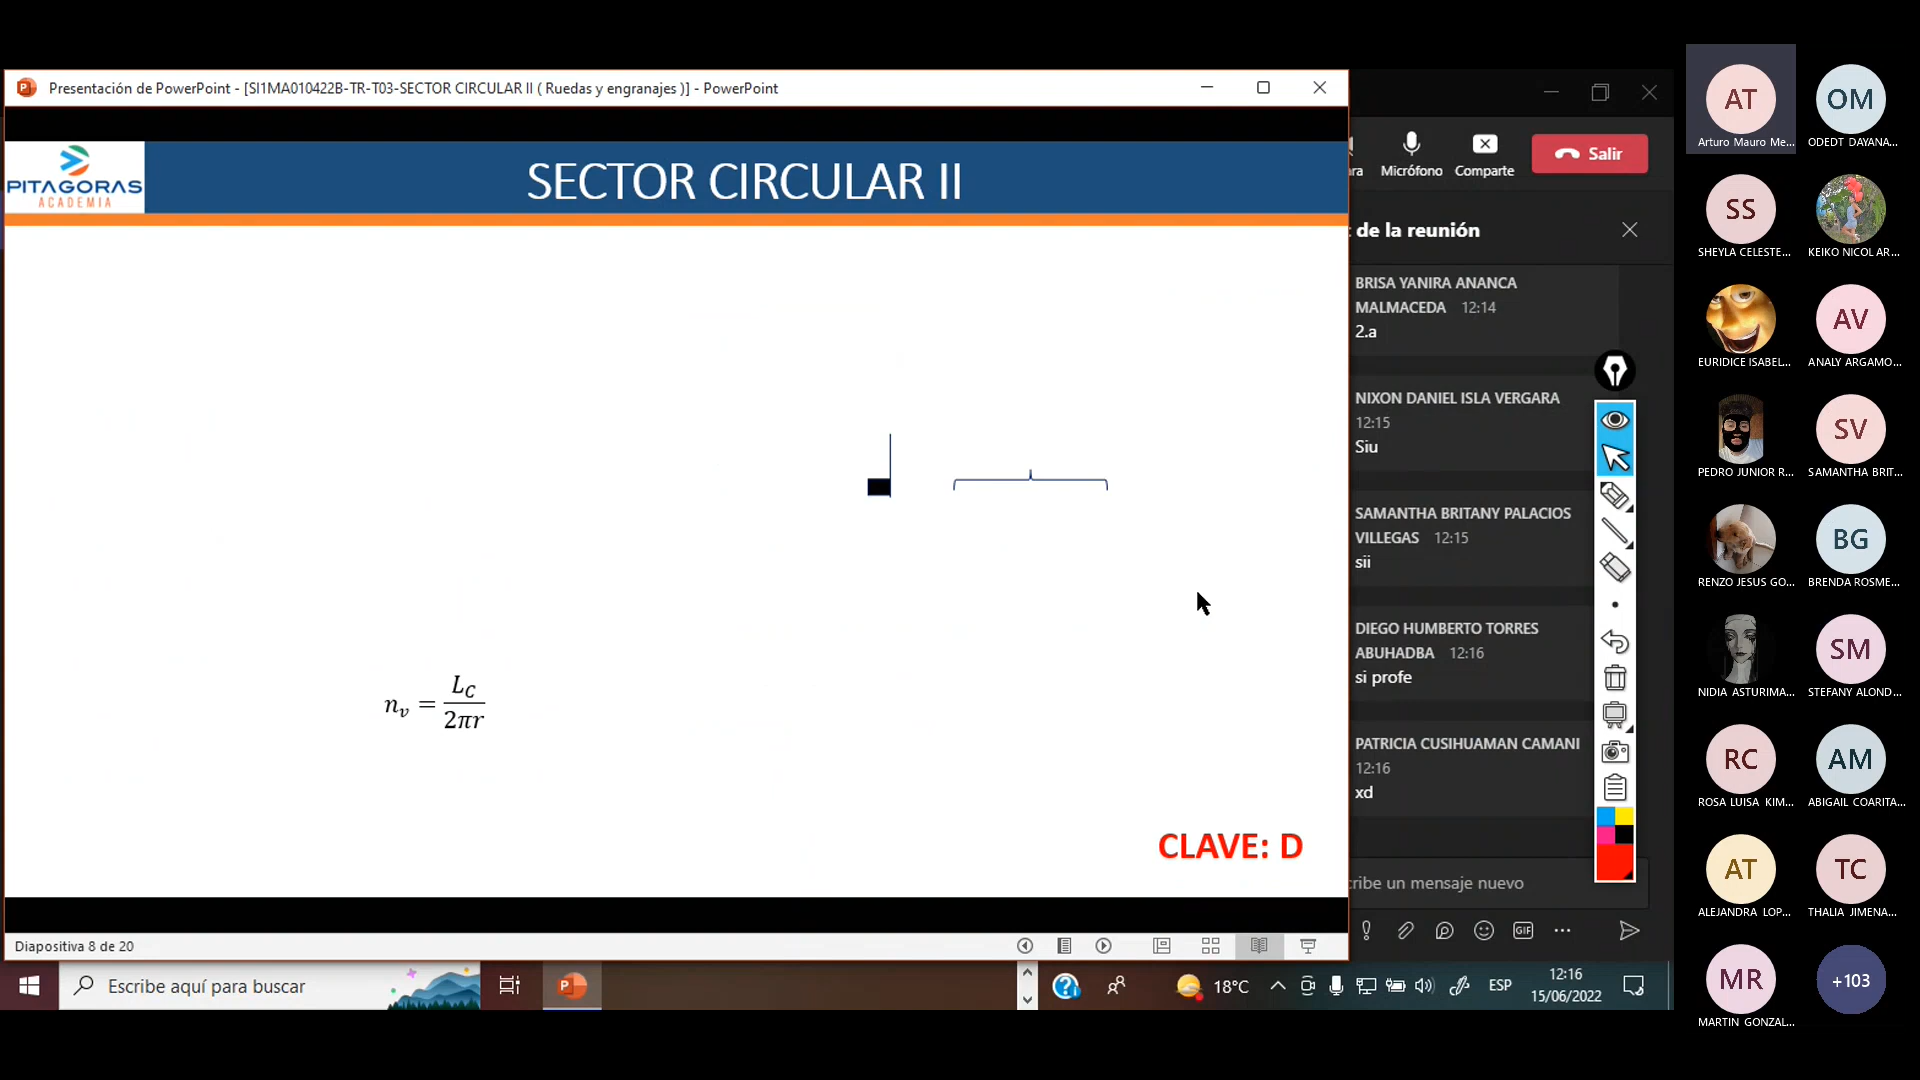 Presentación de PowerPoint - [SI1MA010422B-TR-T03-SECTOR CIRCULAR II ( Ruedas y engranajes )] - PowerPoint
PITAGORAS
ACADEMIA
SECTOR CIRCULAR II
n_v = L_C / 2πr
CLAVE: D
Diapositiva 8 de 20
Micrófono
Comparte
Salir
de la reunión
BRISA YANIRA ANANCA
MALMACEDA 12:14
2.a
NIXON DANIEL ISLA VERGARA
12:15
Siu
SAMANTHA BRITANY PALACIOS
VILLEGAS 12:15
sii
DIEGO HUMBERTO TORRES
ABUHADBA 12:16
si profe
PATRICIA CUSIHUAMAN CAMANI
12:16
xd
ribe un mensaje nuevo
GIF
Escribe aquí para buscar
18°C
ESP
12:16
15/06/2022
AT
Arturo Mauro Me...
OM
ODEDT DAYANA...
SS
SHEYLA CELESTE...
KEIKO NICOL AR...
EURIDICE ISABEL...
AV
ANALY ARGAMO...
PEDRO JUNIOR R...
SV
SAMANTHA BRIT...
RENZO JESUS GO...
BG
BRENDA ROSME...
NIDIA ASTURIMA...
SM
STEFANY ALOND...
RC
ROSA LUISA KIM...
AM
ABIGAIL COARITA...
AT
ALEJANDRA LOP...
TC
THALIA JIMENA...
MR
MARTIN GONZAL...
+103